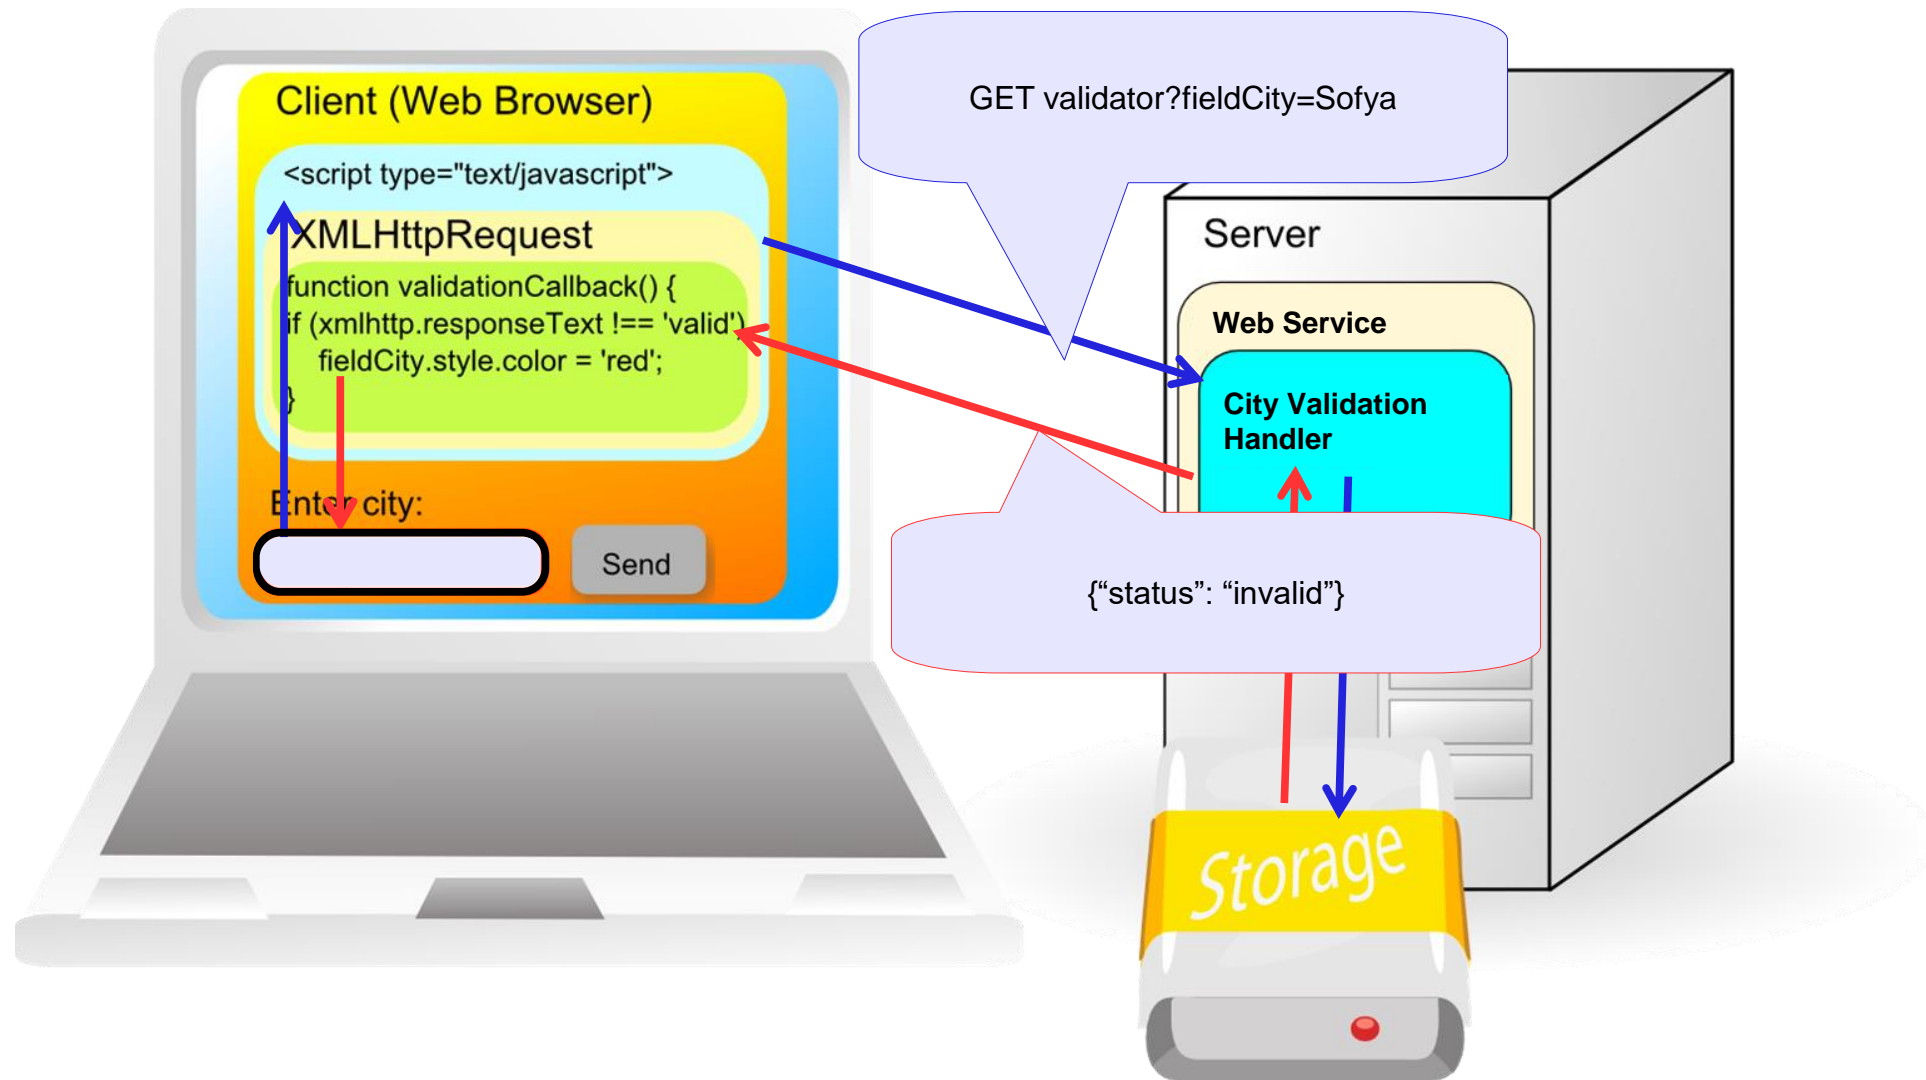 Client (Web Browser)
<script type="text/javascript">
XMLHttpRequest
function validationCallback() {
if (xmlhttp.responseText !== 'valid')
fieldCity.style.color = 'red';
}
Enter city:
Send
GET validator?fieldCity=Sofya
{“status”: “invalid”}
Server
Web Service
City Validation
Handler
Storage